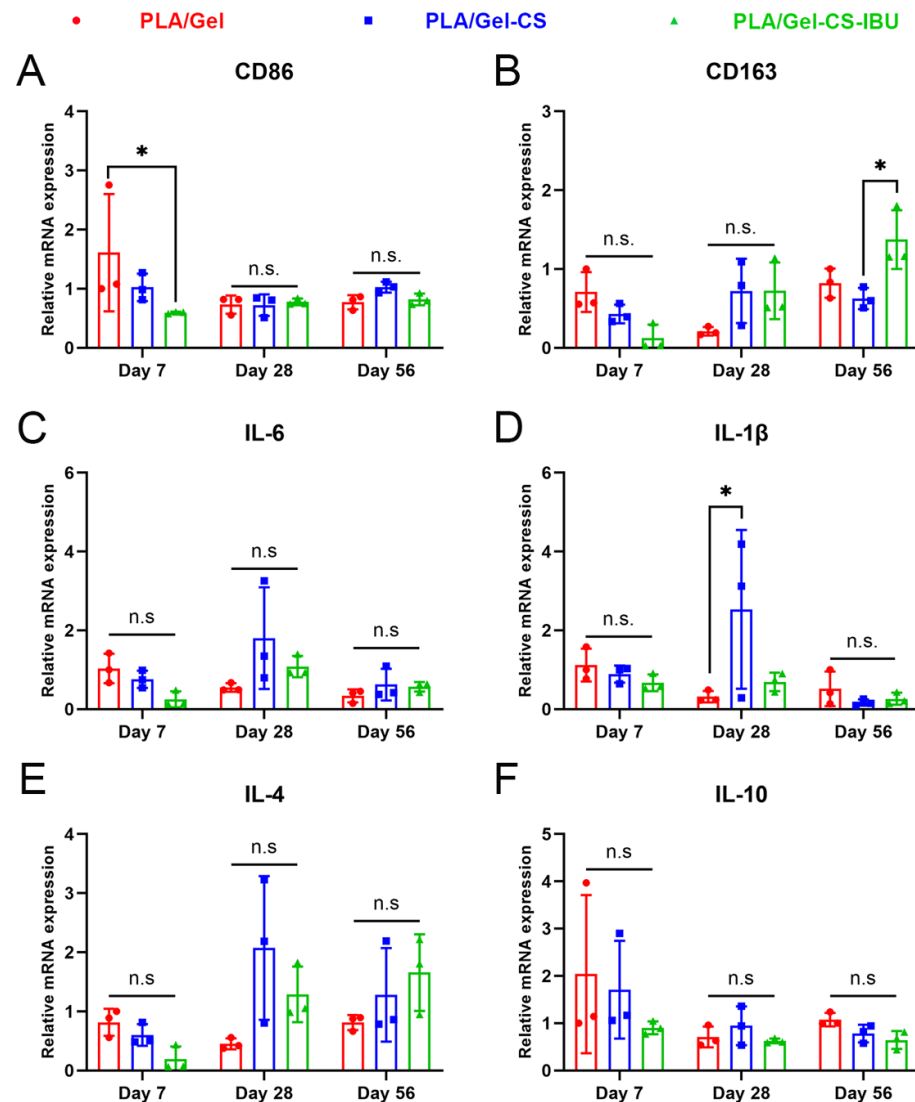 PLA/Gel PLA/Gel-CS PLA/Gel-CS-IBU
A
CD86
Relative mRNA expression
4
3
2
1
0
*
n.s.
n.s.
Day 7 Day 28 Day 56
B
CD163
Relative mRNA expression
3
2
1
0
n.s.
n.s.
*
Day 7 Day 28 Day 56
C
IL-6
Relative mRNA expression
6
4
2
0
n.s
n.s
n.s
Day 7 Day 28 Day 56
D
IL-1β
Relative mRNA expression
6
4
2
0
n.s.
*
n.s.
Day 7 Day 28 Day 56
E
IL-4
Relative mRNA expression
4
3
2
1
0
n.s
n.s
n.s
Day 7 Day 28 Day 56
F
IL-10
Relative mRNA expression
5
4
3
2
1
0
n.s
n.s
n.s
Day 7 Day 28 Day 56